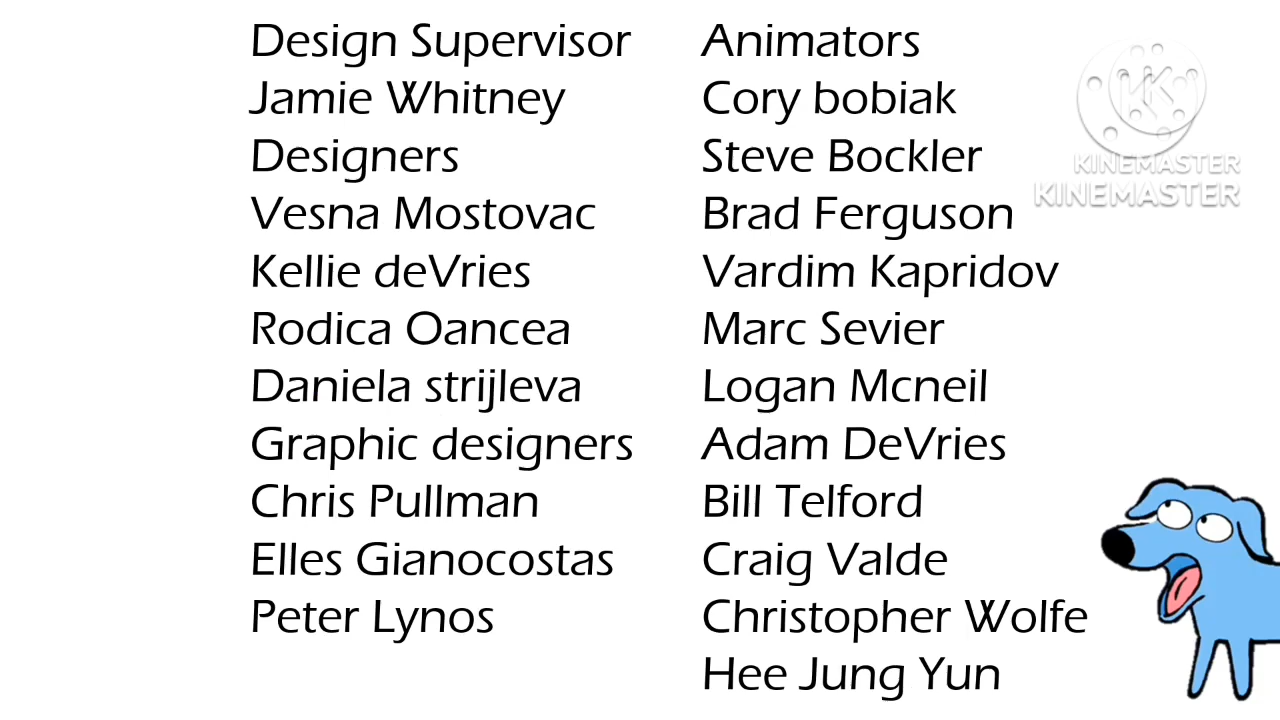 Design Supervisor
Jamie Whitney
Designers
Vesna Mostovac
Kellie deVries
Rodica Oancea
Daniela strijleva
Graphic designers
Chris Pullman
Elles Gianocostas
Peter Lynos
Animators
Cory bobiak
Steve Bockler
Brad Ferguson
Vardim Kapridov
Marc Sevier
Logan Mcneil
Adam DeVries
Bill Telford
Craig Valde
Christopher Wolfe
Hee Jung Yun
KINEMASTER
KINEMASTER